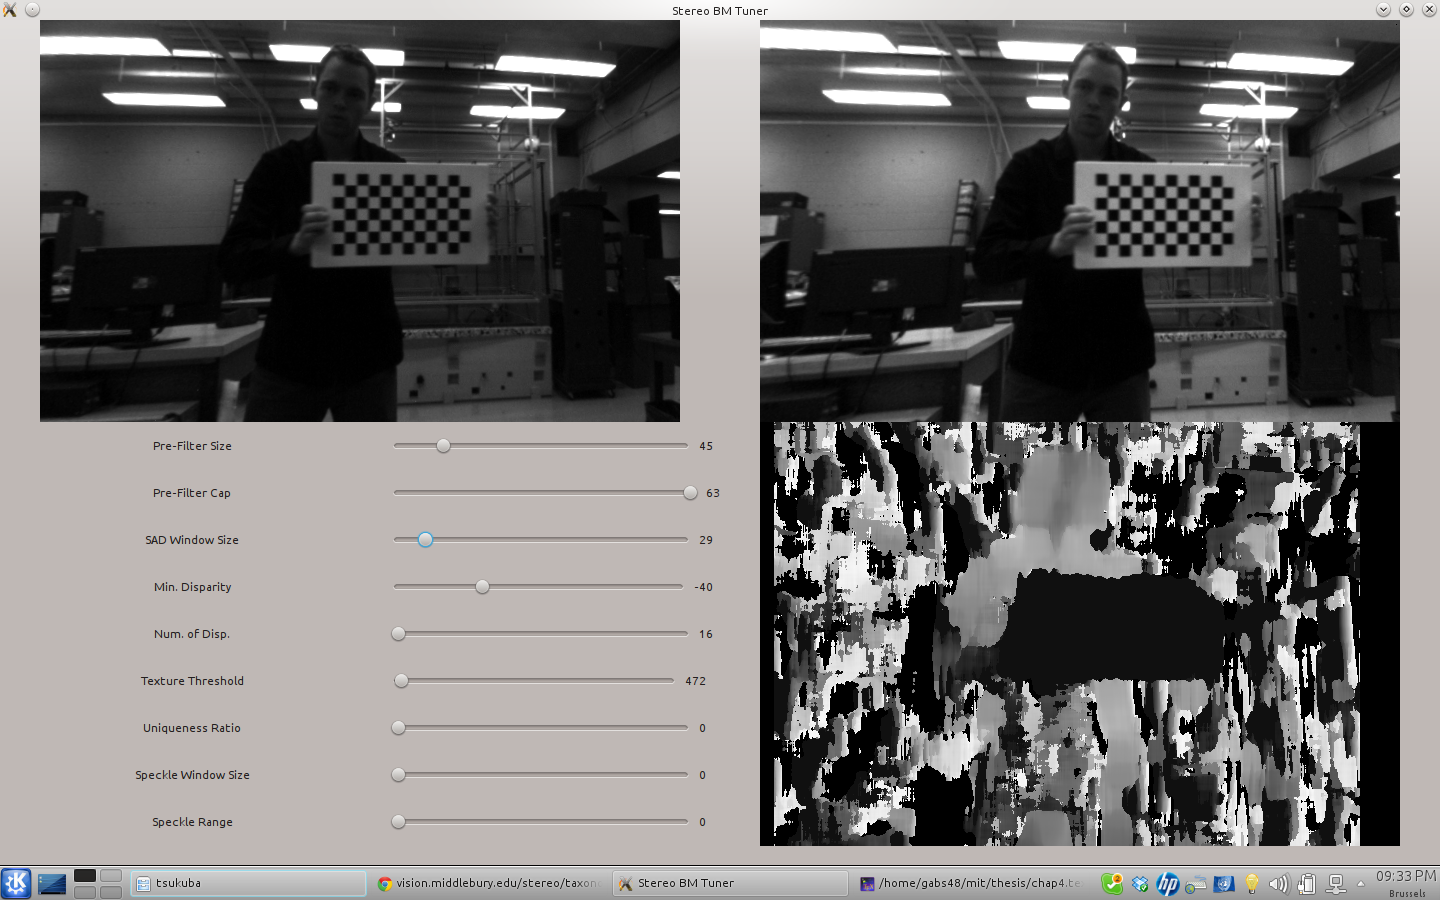 Stereo BM Tuner
Pre-Filter Size 45
Pre-Filter Cap 63
SAD Window Size 29
Min. Disparity -40
Num. of Disp. 16
Texture Threshold 472
Uniqueness Ratio 0
Speckle Window Size 0
Speckle Range 0
tsukuba
vision.middlebury.edu/stereo/taxon
Stereo BM Tuner
/home/gabs48/mit/thesis/chap4.te
2
hp
09:33 PM
Brussels